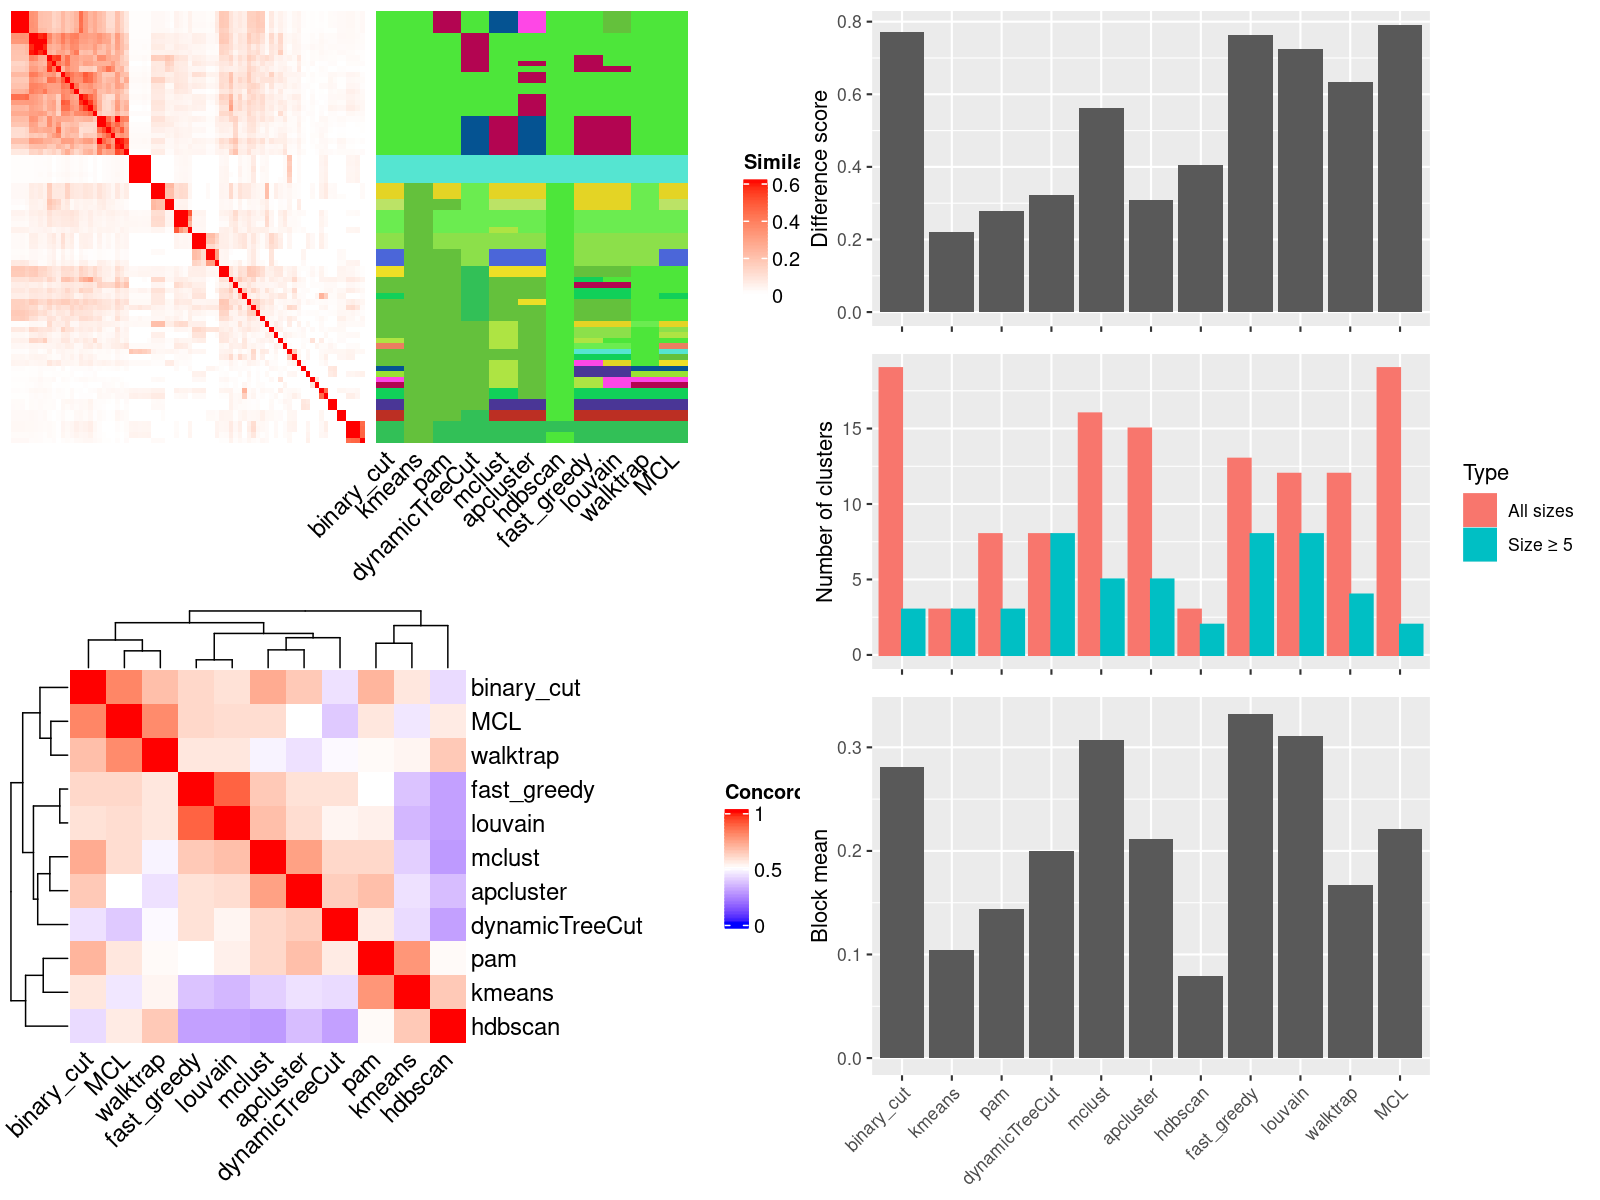 Simila
0.6
0.4
0.2
0
binary_cut
kmeans
pam
dynamicTreeCut
mclust
apcluster
hdbscan
fast_greedy
louvain
walktrap
MCL
Difference score
0.8
0.6
0.4
0.2
0.0
Number of clusters
15
10
5
0
Type
All sizes
Size ≥ 5
binary_cut
MCL
walktrap
fast_greedy
louvain
mclust
apcluster
dynamicTreeCut
pam
kmeans
hdbscan
binary_cut
MCL
walktrap
fast_greedy
louvain
mclust
apcluster
dynamicTreeCut
pam
kmeans
hdbscan
Concord
1
0.5
0
Block mean
0.3
0.2
0.1
0.0
binary_cut
kmeans
pam
dynamicTreeCut
mclust
apcluster
hdbscan
fast_greedy
louvain
walktrap
MCL